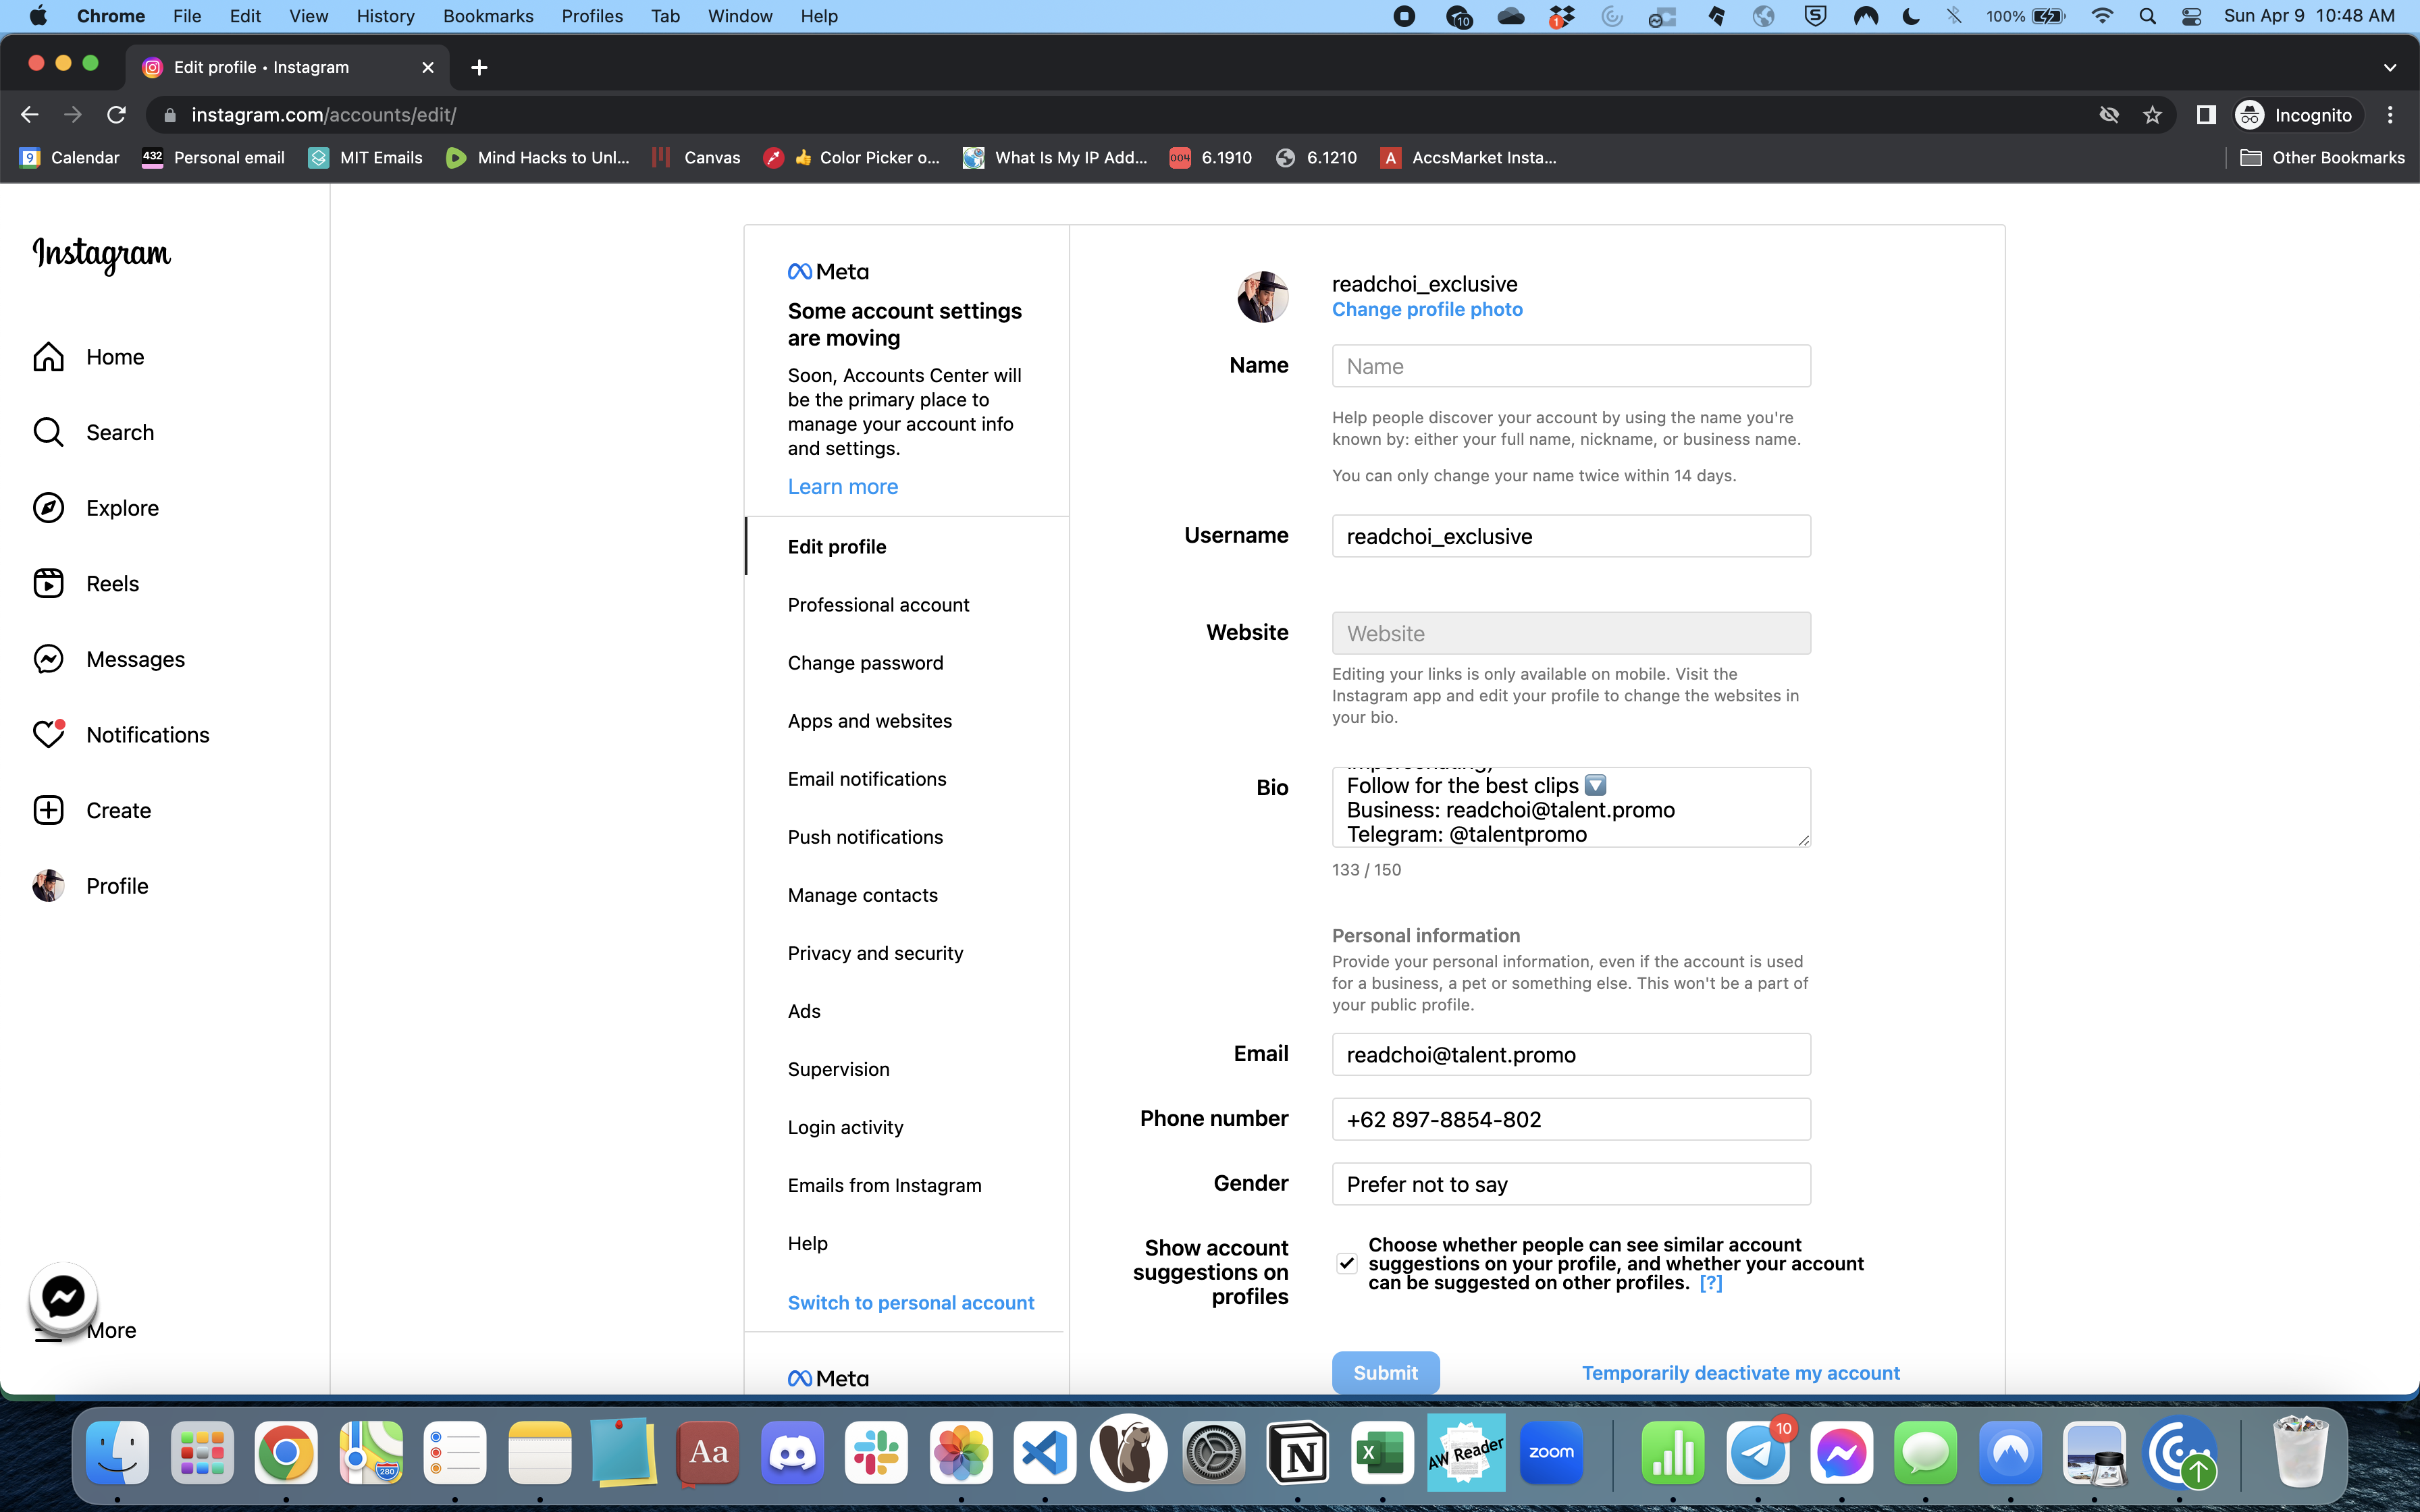 Chrome File Edit View History Bookmarks Profiles Tab Window Help 10 1 100% Sun Apr 9 10:48 AM
Edit profile • Instagram
instagram.com/accounts/edit/ Incognito
9 Calendar 432 Personal email MIT Emails Mind Hacks to Unl... Canvas 👍 Color Picker o... What Is My IP Add... 004 6.1910 6.1210 A AccsMarket Insta... Other Bookmarks
Instagram
Home
Search
Explore
Reels
Messages
Notifications
Create
Profile
More
Meta
Some account settings
are moving
Soon, Accounts Center will
be the primary place to
manage your account info
and settings.
Learn more
Edit profile
Professional account
Change password
Apps and websites
Email notifications
Push notifications
Manage contacts
Privacy and security
Ads
Supervision
Login activity
Emails from Instagram
Help
Switch to personal account
Meta
readchoi_exclusive
Change profile photo
Name Name
Help people discover your account by using the name you're
known by: either your full name, nickname, or business name.
You can only change your name twice within 14 days.
Username readchoi_exclusive
Website Website
Editing your links is only available on mobile. Visit the
Instagram app and edit your profile to change the websites in
your bio.
Bio
Follow for the best clips 🔽
Business: readchoi@talent.promo
Telegram: @talentpromo
133 / 150
Personal information
Provide your personal information, even if the account is used
for a business, a pet or something else. This won't be a part of
your public profile.
Email readchoi@talent.promo
Phone number +62 897-8854-802
Gender Prefer not to say
Show account
suggestions on
profiles
Choose whether people can see similar account
suggestions on your profile, and whether your account
can be suggested on other profiles. [?]
Submit Temporarily deactivate my account
280 Aa N X AW Reader zoom 10